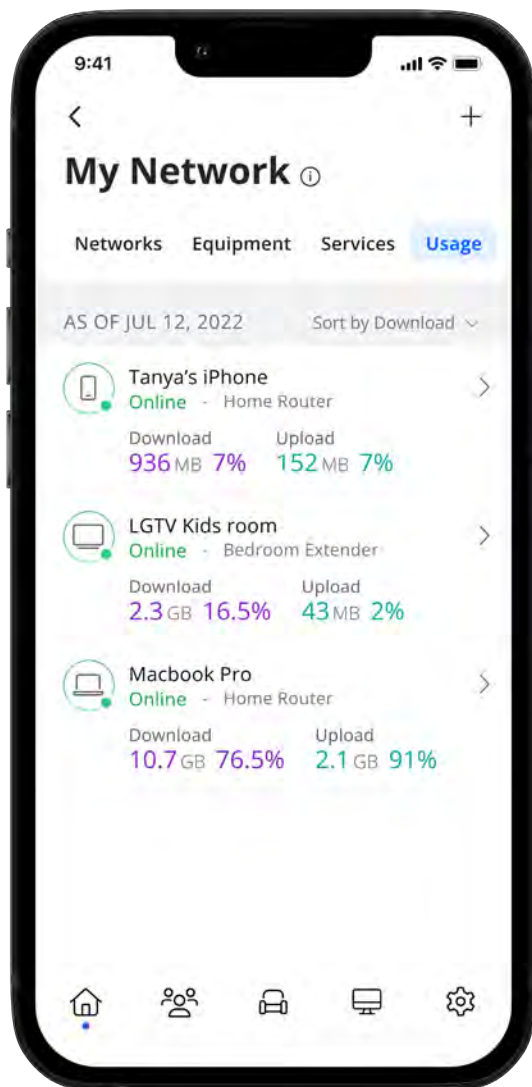 9:41
My Network
Networks Equipment Services Usage
AS OF JUL 12, 2022 Sort by Download
Tanya's iPhone
Online - Home Router
Download Upload
936 MB 7% 152 MB 7%
LGTV Kids room
Online - Bedroom Extender
Download Upload
2.3 GB 16.5% 43 MB 2%
Macbook Pro
Online - Home Router
Download Upload
10.7 GB 76.5% 2.1 GB 91%